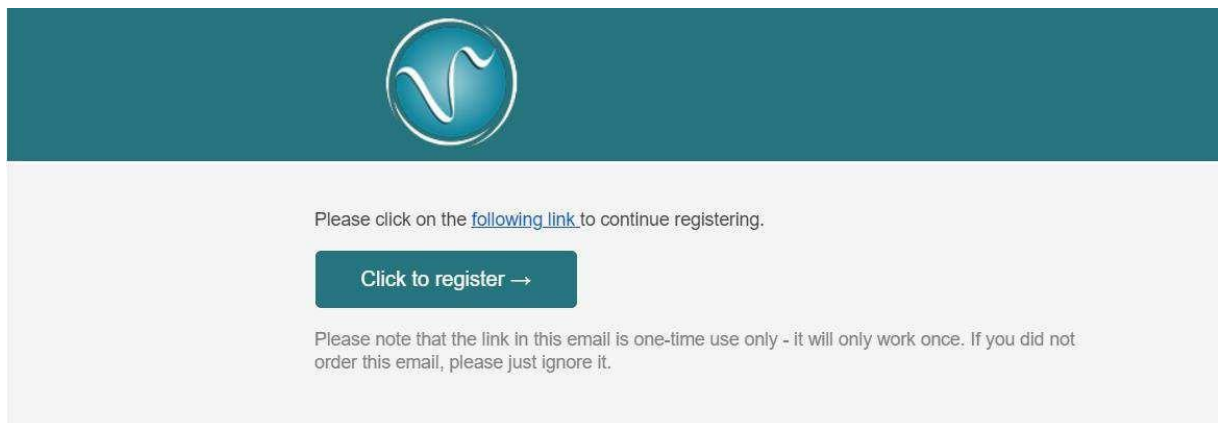 Please click on the following link to continue registering.
Click to register →
Please note that the link in this email is one-time use only - it will only work once. If you did not
order this email, please just ignore it.